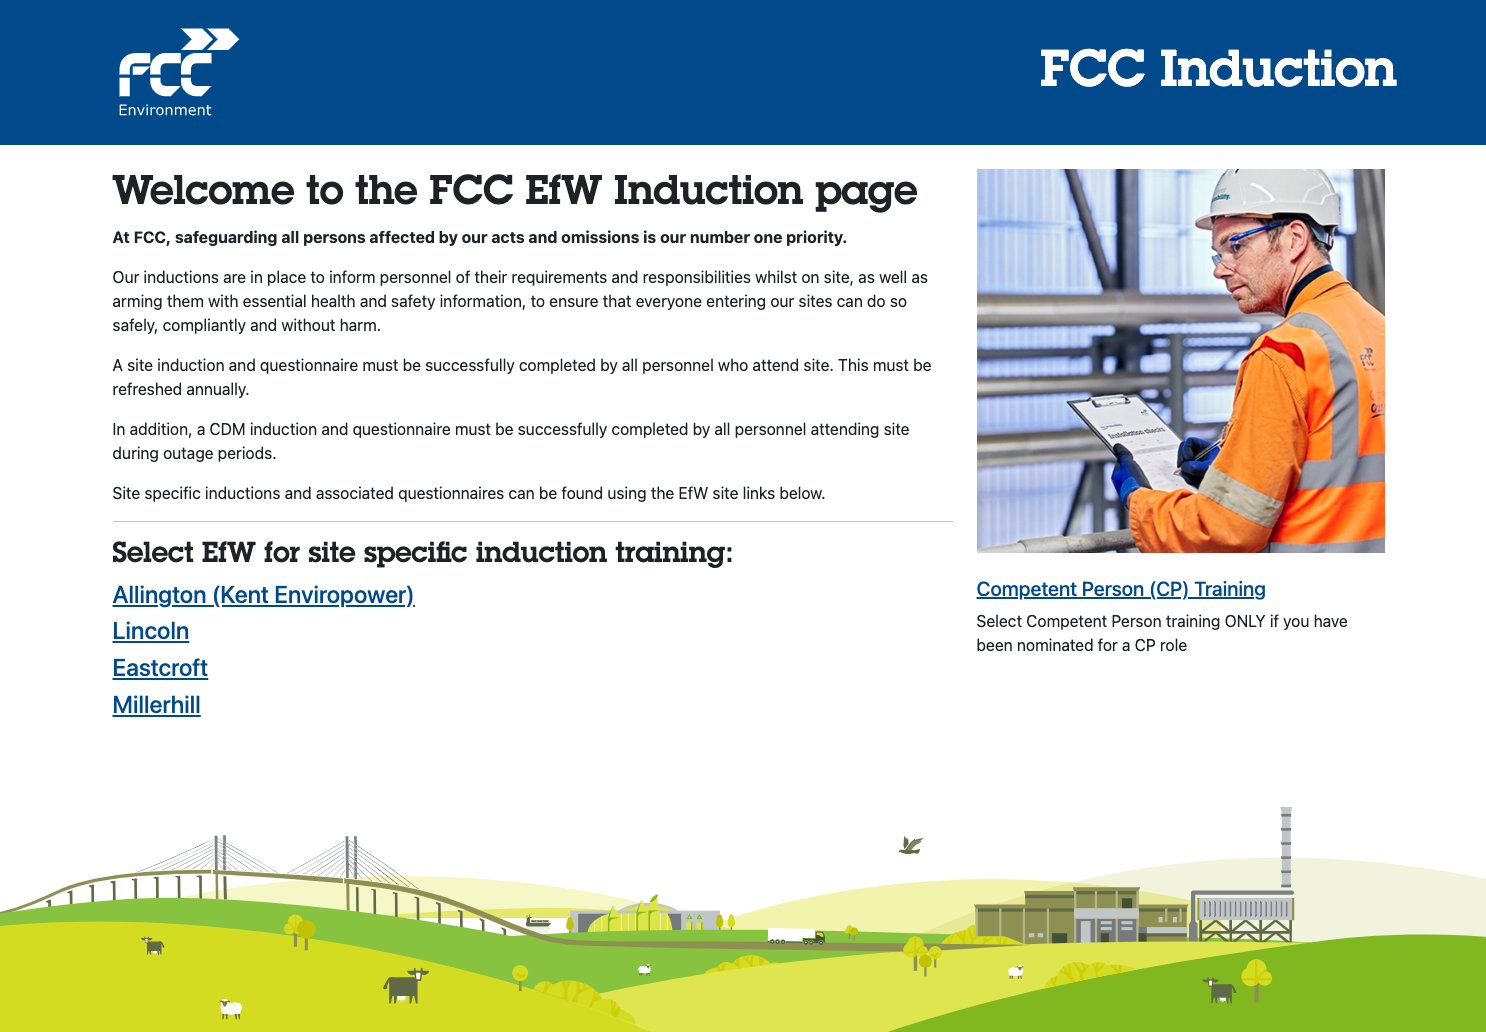 FCC
Environment
FCC Induction
Welcome to the FCC EfW Induction page
At FCC, safeguarding all persons affected by our acts and omissions is our number one priority.
Our inductions are in place to inform personnel of their requirements and responsibilities whilst on site, as well as
arming them with essential health and safety information, to ensure that everyone entering our sites can do so
safely, compliantly and without harm.
A site induction and questionnaire must be successfully completed by all personnel who attend site. This must be
refreshed annually.
In addition, a CDM induction and questionnaire must be successfully completed by all personnel attending site
during outage periods.
Site specific inductions and associated questionnaires can be found using the EfW site links below.
Select EfW for site specific induction training:
Allington (Kent Enviropower)
Lincoln
Eastcroft
Millerhill
Installation checks
Competent Person (CP) Training
Select Competent Person training ONLY if you have
been nominated for a CP role